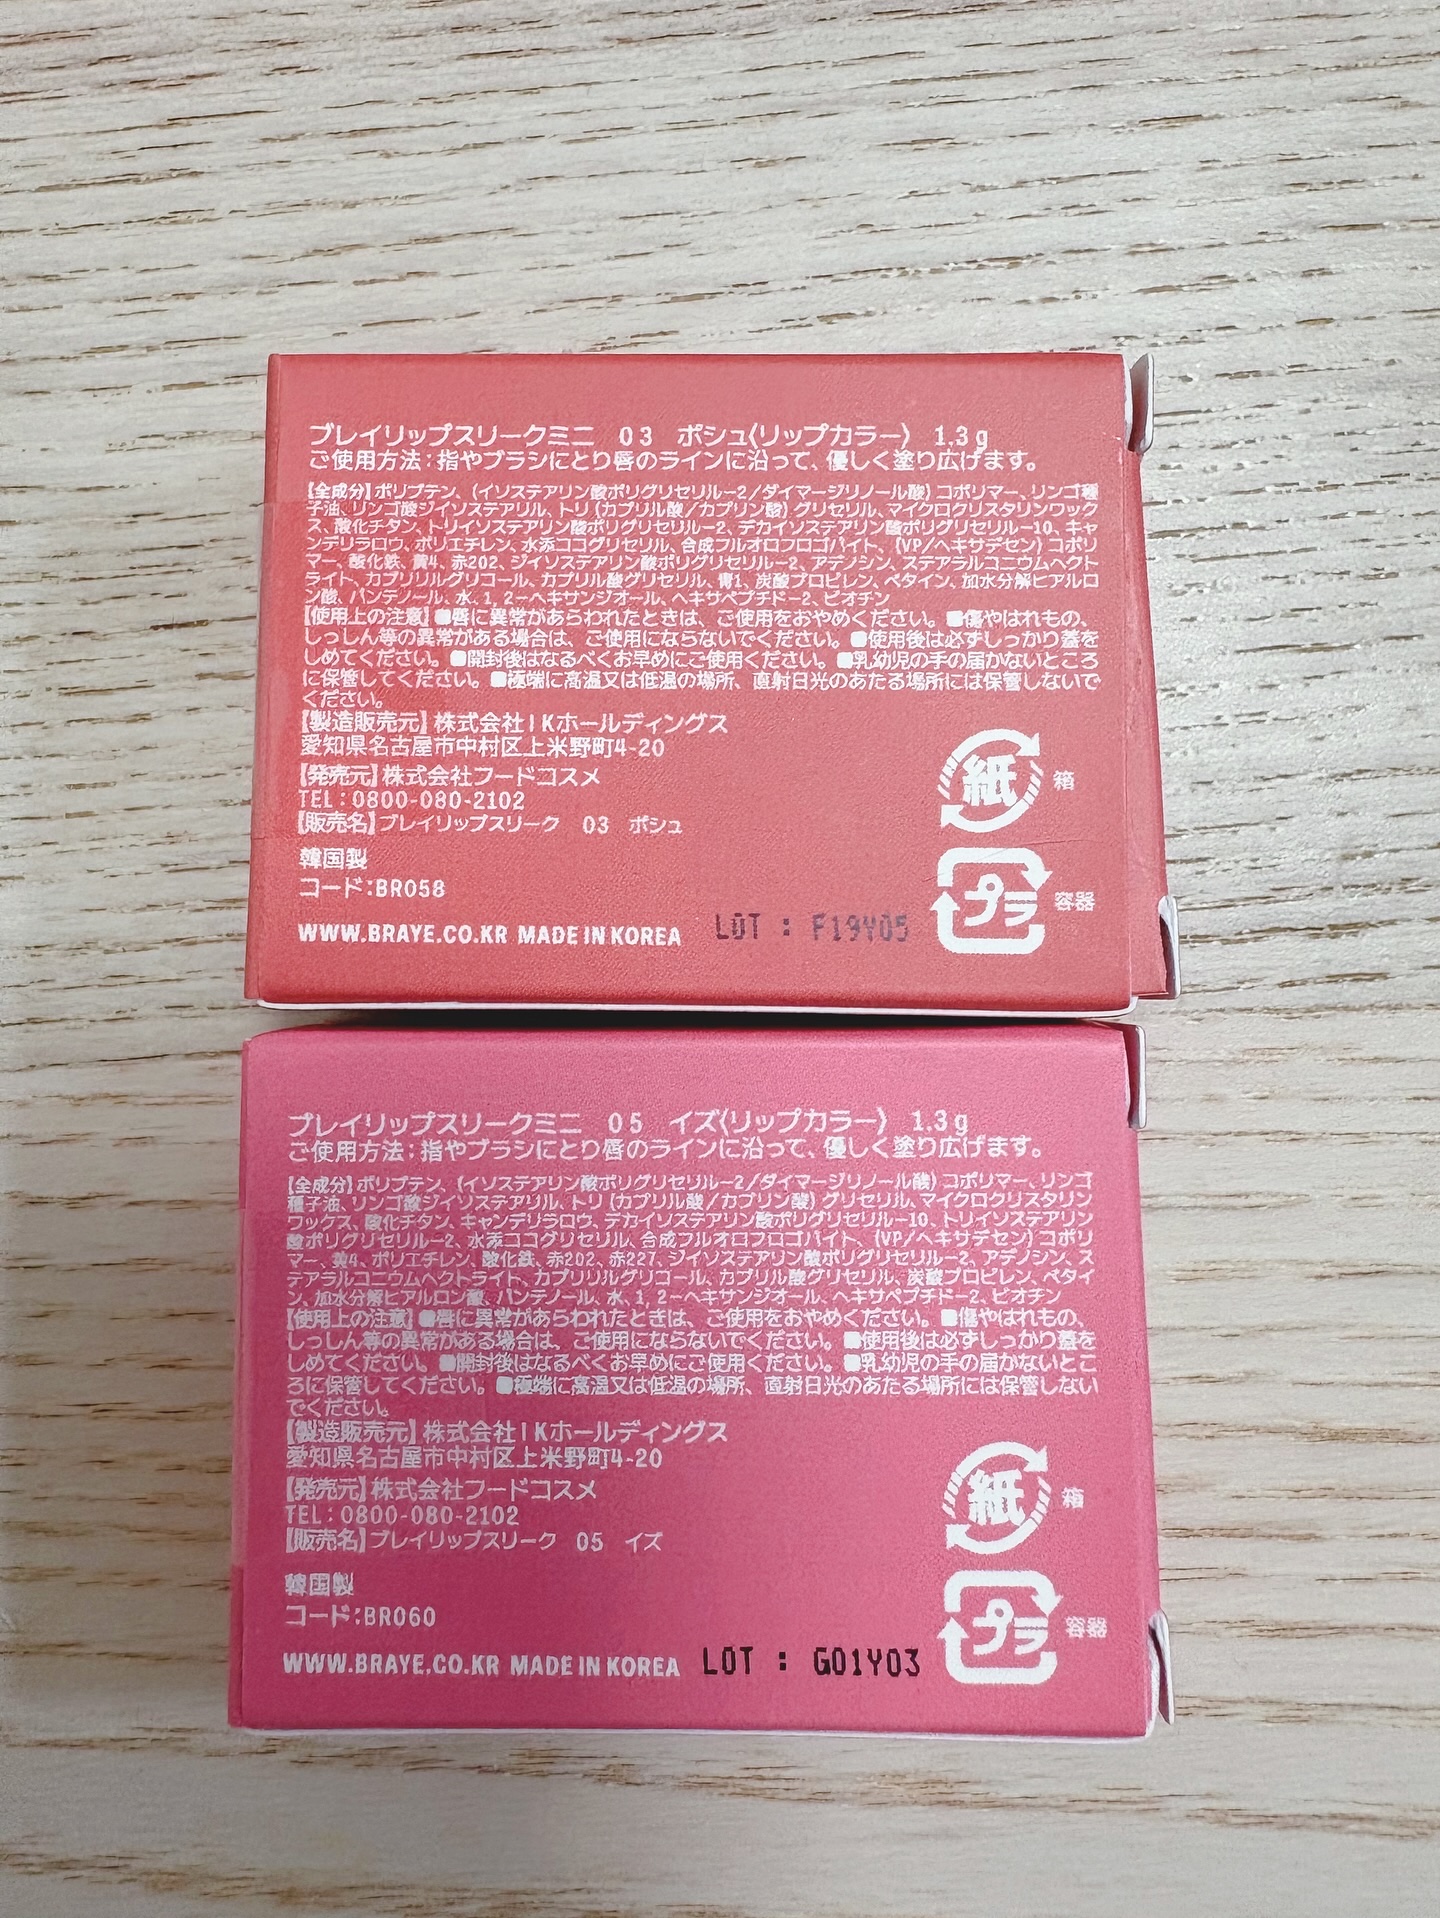 ブレイリップスリークミニ　03　ポシュ〈リップカラー〉　1.3g
ご使用方法：指やブラシにとり唇のラインに沿って、優しく塗り広げます。
【全成分】ポリブテン、(イソステアリン酸ポリグリセリル-2/ダイマージリノール酸) コポリマー、リンゴ種
子油、リンゴ酸ジイソステアリル、トリ (カプリル酸/カプリン酸) グリセリル、マイクロクリスタリンワック
ス、酸化チタン、トリイソステアリン酸ポリグリセリル-2、デカイソステアリン酸ポリグリセリル-10、キャ
ンデリラロウ、ポリエチレン、水添ココグリセリル、合成フルオロフロゴパイト、(VP/ヘキサデセン) コポリ
マー、酸化鉄、黄4、赤202、ジイソステアリン酸ポリグリセリル-2、アデノシン、ステアラルコニウムヘクト
ライト、カプリリルグリコール、カプリル酸グリセリル、青1、炭酸プロピレン、ベタイン、加水分解ヒアルロ
ン酸、パンテノール、水、1, 2-ヘキサンジオール、ヘキサペプチド-2、ビオチン
【使用上の注意】■唇に異常があらわれたときは、ご使用をおやめください。■傷やはれもの、
しっしん等の異常がある場合は、ご使用にならないでください。■使用後は必ずしっかり蓋を
しめてください。■開封後はなるべくお早めにご使用ください。■乳幼児の手の届かないところ
に保管してください。■極端に高温又は低温の場所、直射日光のあたる場所には保管しないで
ください。
【製造販売元】株式会社IKホールディングス
愛知県名古屋市中村区上米野町4-20
【発売元】株式会社フードコスメ
TEL：0800-080-2102
【販売名】ブレイリップスリーク　03　ポシュ
韓国製
コード：BR058
WWW.BRAYE.CO.KR MADE IN KOREA
LOT : F19Y05
紙 箱
プラ 容器
ブレイリップスリークミニ　05　イズ〈リップカラー〉　1.3g
ご使用方法：指やブラシにとり唇のラインに沿って、優しく塗り広げます。
【全成分】ポリブテン、(イソステアリン酸ポリグリセリル-2/ダイマージリノール酸) コポリマー、リンゴ
種子油、リンゴ酸ジイソステアリル、トリ (カプリル酸/カプリン酸) グリセリル、マイクロクリスタリン
ワックス、酸化チタン、キャンデリラロウ、デカイソステアリン酸ポリグリセリル-10、トリイソステアリン
酸ポリグリセリル-2、水添ココグリセリル、合成フルオロフロゴパイト、(VP/ヘキサデセン) コポリ
マー、黄4、ポリエチレン、酸化鉄、赤202、赤227、ジイソステアリン酸ポリグリセリル-2、アデノシン、ス
テアラルコニウムヘクトライト、カプリリルグリコール、カプリル酸グリセリル、炭酸プロピレン、ベタイ
ン、加水分解ヒアルロン酸、パンテノール、水、1, 2-ヘキサンジオール、ヘキサペプチド-2、ビオチン
【使用上の注意】■唇に異常があらわれたときは、ご使用をおやめください。■傷やはれもの、
しっしん等の異常がある場合は、ご使用にならないでください。■使用後は必ずしっかり蓋を
しめてください。■開封後はなるべくお早めにご使用ください。■乳幼児の手の届かないとこ
ろに保管してください。■極端に高温又は低温の場所、直射日光のあたる場所には保管しない
でください。
【製造販売元】株式会社IKホールディングス
愛知県名古屋市中村区上米野町4-20
【発売元】株式会社フードコスメ
TEL：0800-080-2102
【販売名】ブレイリップスリーク　05　イズ
韓国製
コード：BR060
WWW.BRAYE.CO.KR MADE IN KOREA
LOT : G01Y03
紙 箱
プラ 容器